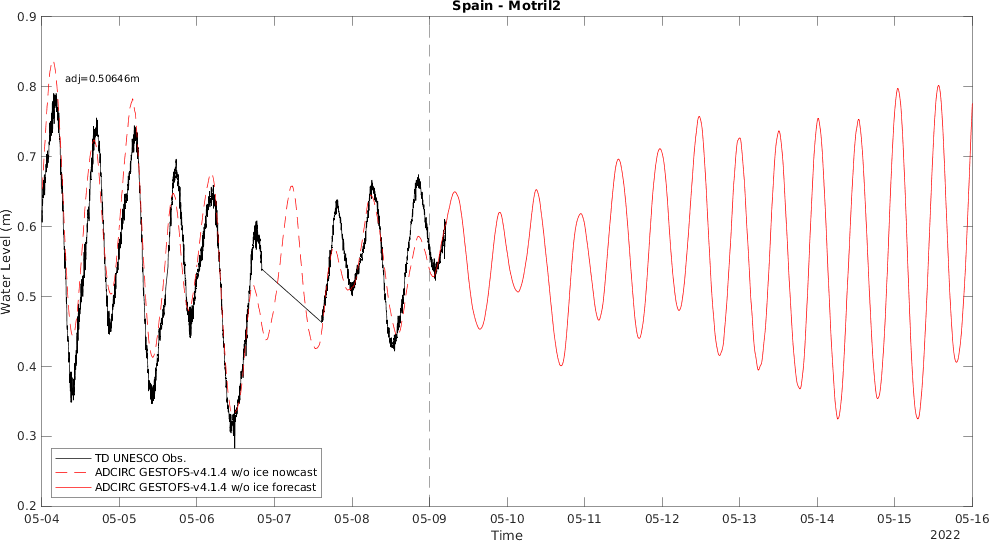 Spain - Motril2
0.9
0.8
0.7
0.6
0.5
0.4
0.3
0.2
Water Level (m)
adj=0.50646m
TD UNESCO Obs.
ADCIRC GESTOFS-v4.1.4 w/o ice nowcast
ADCIRC GESTOFS-v4.1.4 w/o ice forecast
05-04 05-05 05-06 05-07 05-08 05-09 05-10 05-11 05-12 05-13 05-14 05-15 05-16
Time
2022